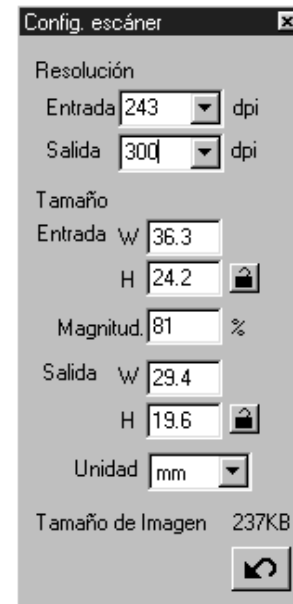 Config. escáner
Resolución
Entrada 243 dpi
Salida 300 dpi
Tamaño
Entrada W 36.3
H 24.2
Magnitud. 81 %
Salida W 29.4
H 19.6
Unidad mm
Tamaño de Imagen 237KB